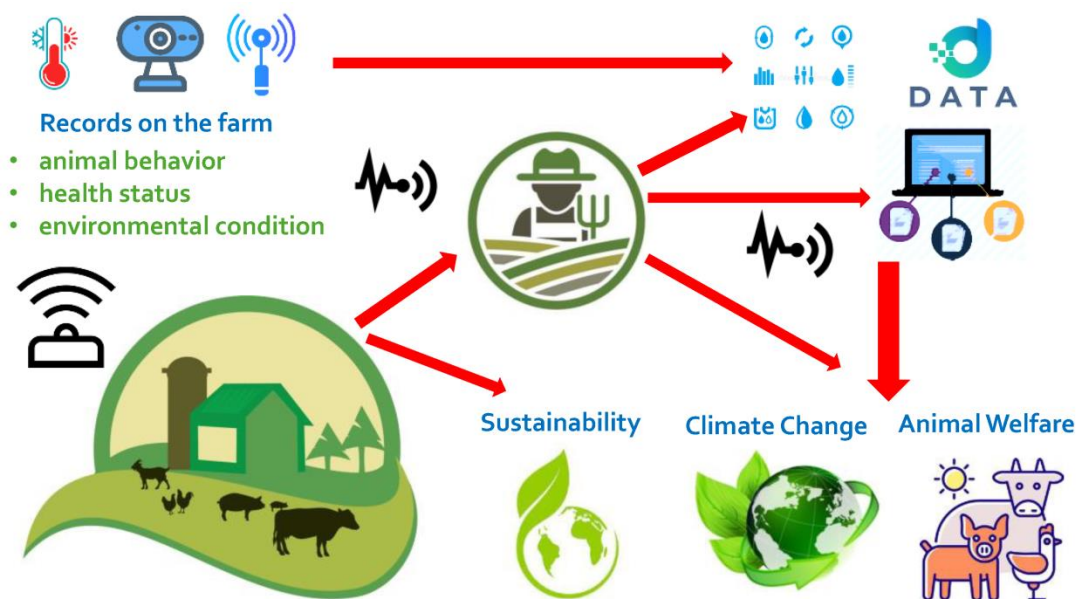 Records on the farm
• animal behavior
• health status
• environmental condition
DATA
Sustainability
Climate Change
Animal Welfare